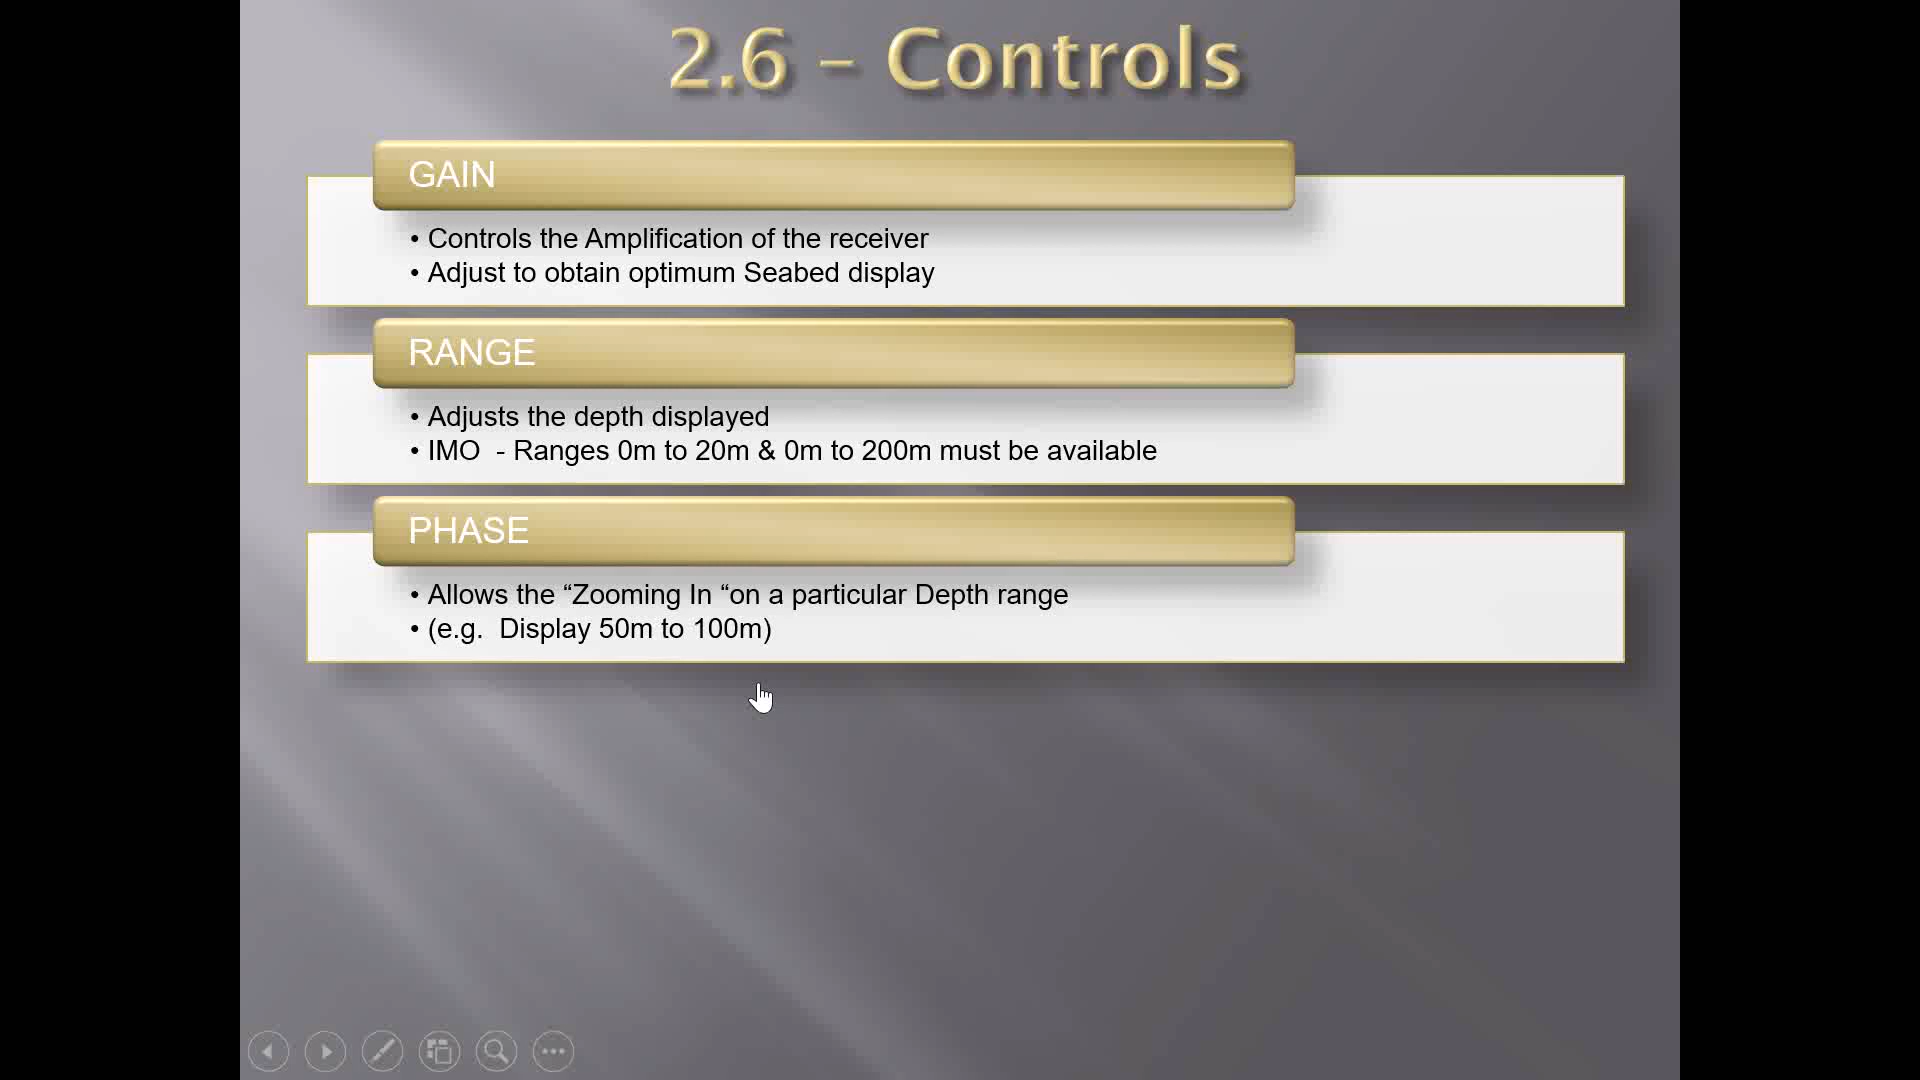 2.6 – Controls
GAIN
• Controls the Amplification of the receiver
• Adjust to obtain optimum Seabed display
RANGE
• Adjusts the depth displayed
• IMO  - Ranges 0m to 20m & 0m to 200m must be available
PHASE
• Allows the “Zooming In “on a particular Depth range
• (e.g.  Display 50m to 100m)